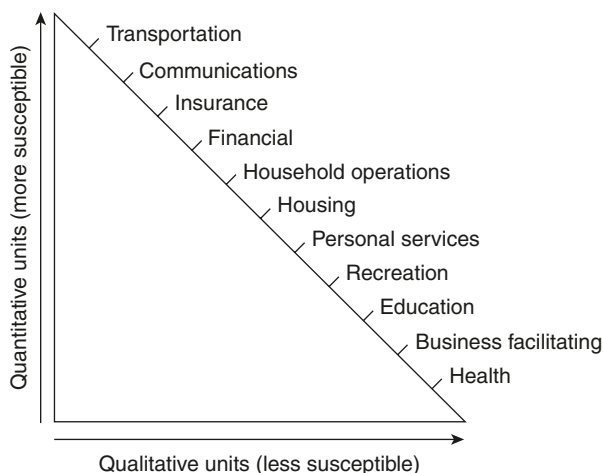 Quantitative units (more susceptible)
Transportation
Communications
Insurance
Financial
Household operations
Housing
Personal services
Recreation
Education
Business facilitating
Health
Qualitative units (less susceptible)